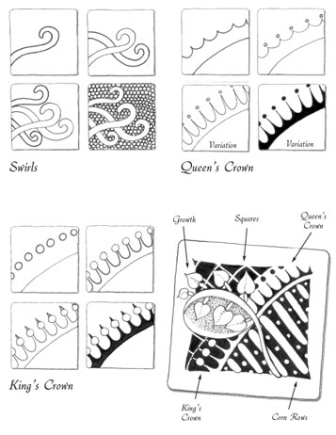 Variation
Variation
Swirls
Queen's Crown
Growth
Squares
Queen's
Crown
King's Crown
King's
Crown
Corn Rows